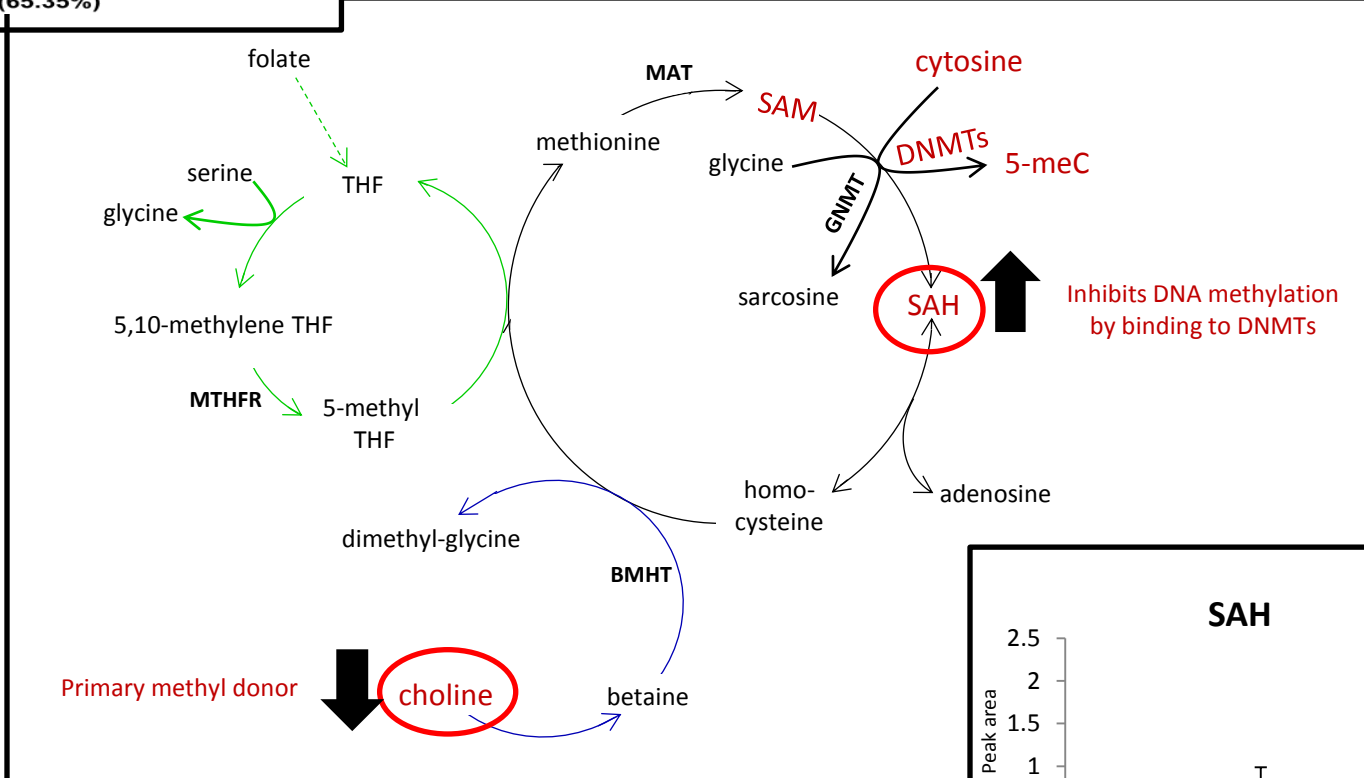 (65.35%)
folate
MAT
cytosine
SAM
methionine
DNMTs
glycine
5-meC
serine
THF
glycine
GNMT
sarcosine
SAH
Inhibits DNA methylation
by binding to DNMTs
5,10-methylene THF
MTHFR
5-methyl
THF
homo-
cysteine
adenosine
dimethyl-glycine
BMHT
Primary methyl donor
choline
betaine
SAH
2.5
2
1.5
1
Peak area